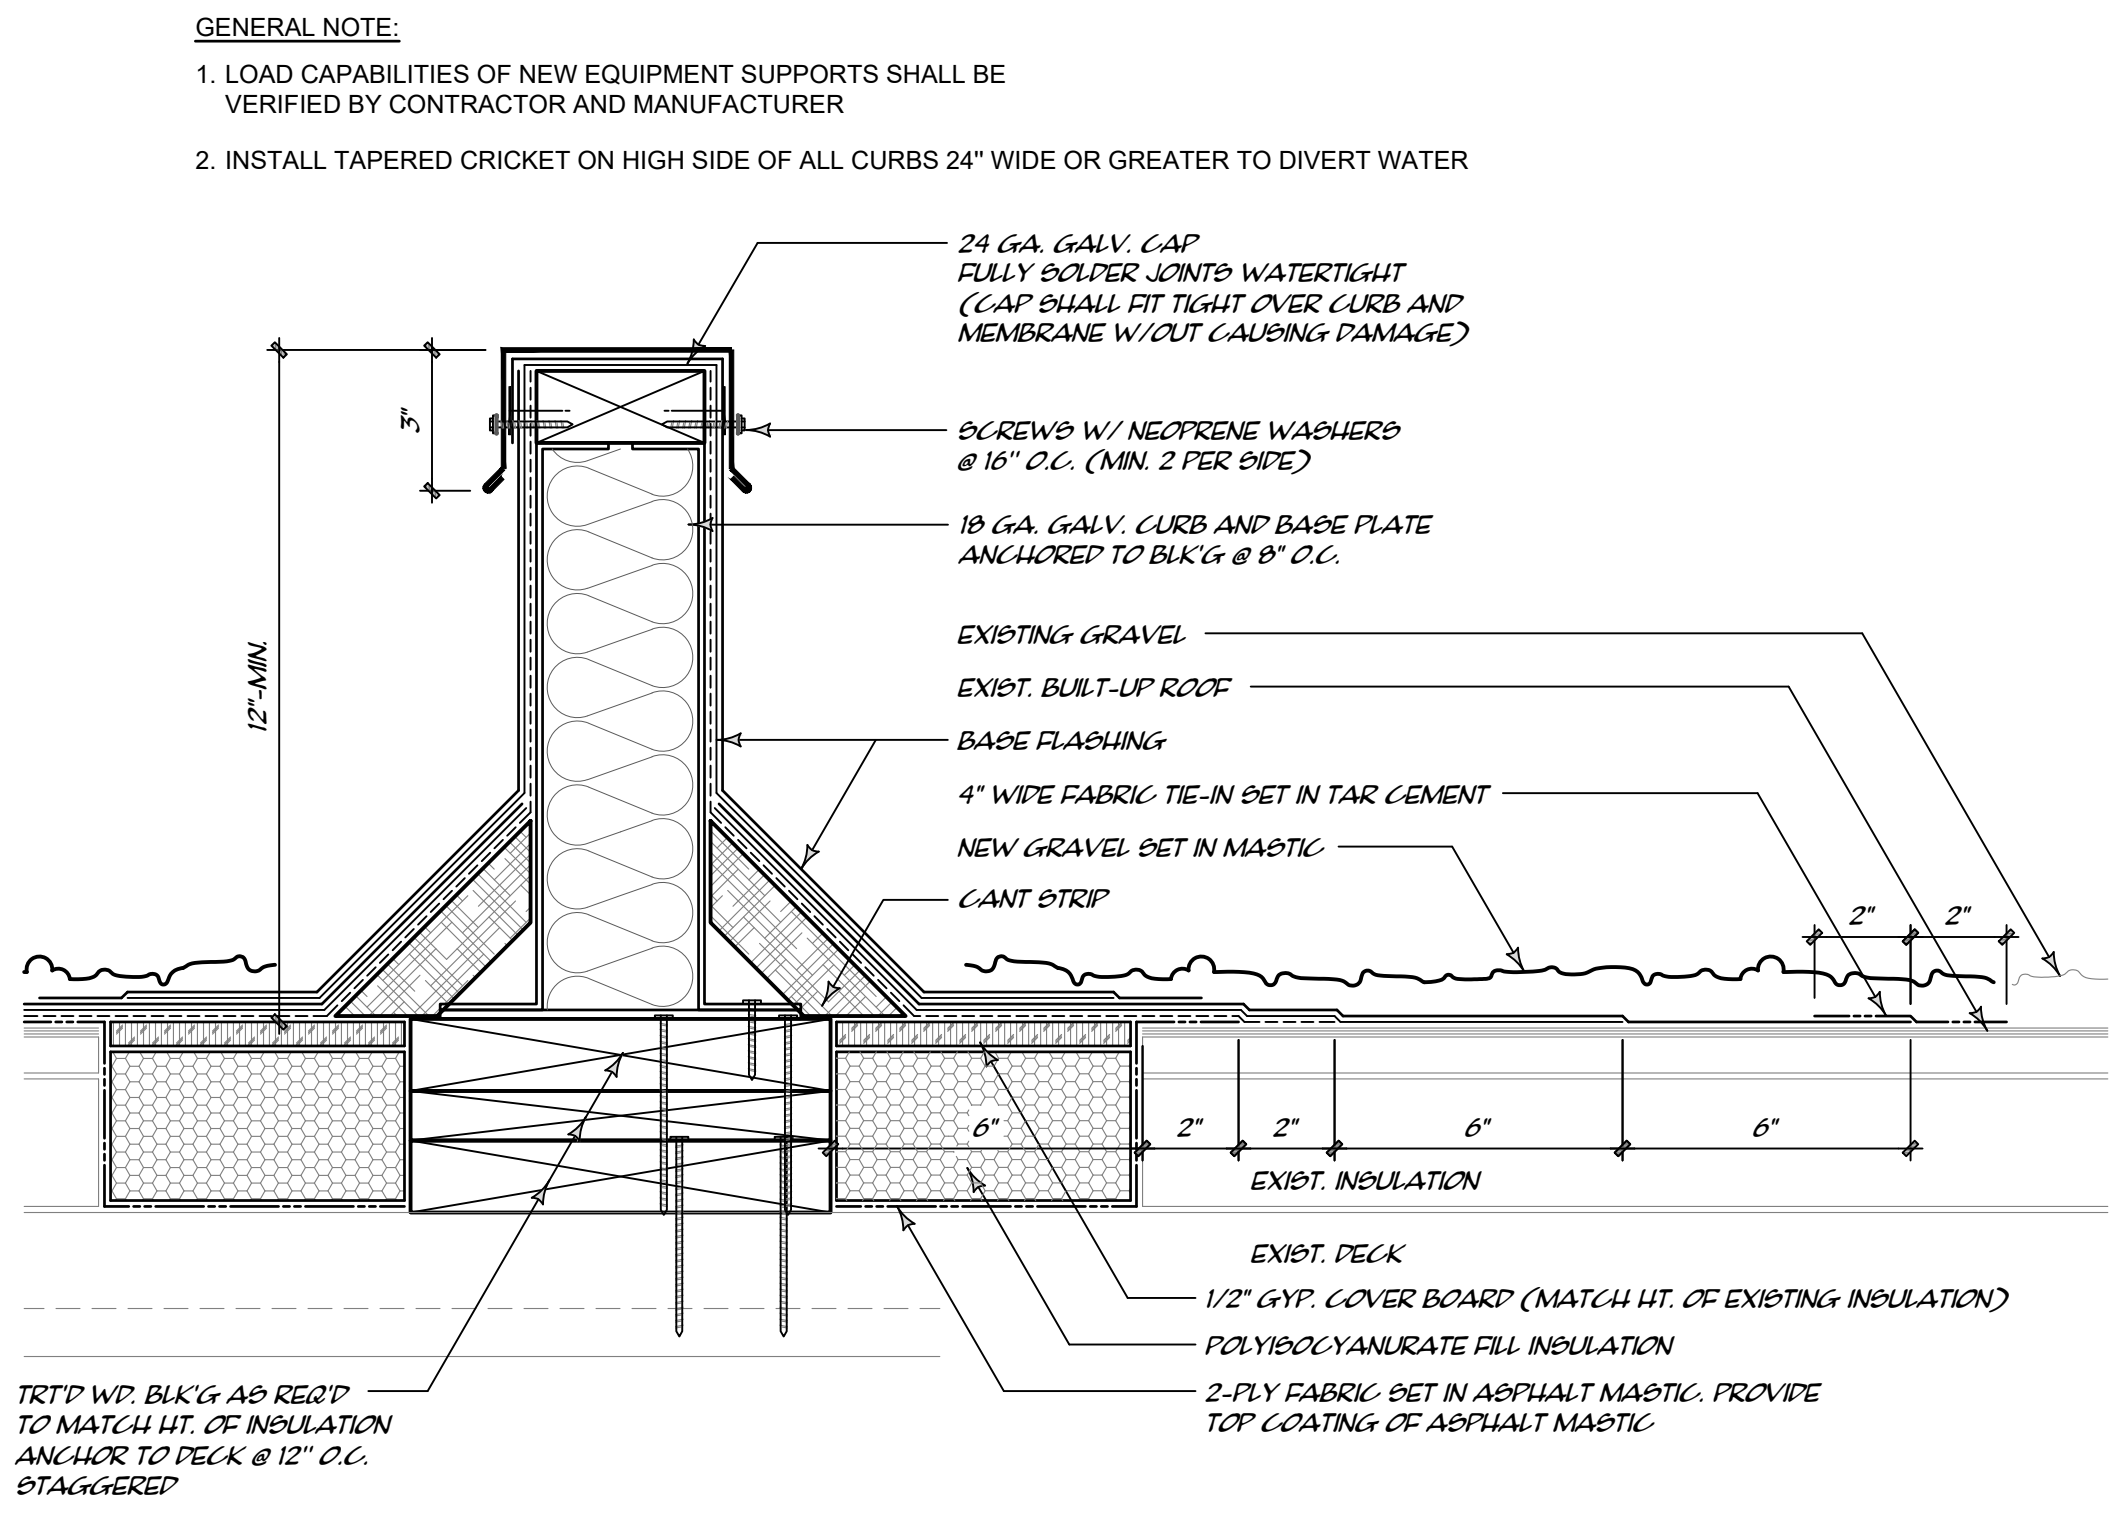 GENERAL NOTE:
1. LOAD CAPABILITIES OF NEW EQUIPMENT SUPPORTS SHALL BE
VERIFIED BY CONTRACTOR AND MANUFACTURER
2. INSTALL TAPERED CRICKET ON HIGH SIDE OF ALL CURBS 24" WIDE OR GREATER TO DIVERT WATER
24 GA. GALV. CAP
FULLY SOLDER JOINTS WATERTIGHT
(CAP SHALL FIT TIGHT OVER CURB AND
MEMBRANE W/OUT CAUSING DAMAGE)
3"
SCREWS W/ NEOPRENE WASHERS
@ 16" O.C. (MIN. 2 PER SIDE)
18 GA. GALV. CURB AND BASE PLATE
ANCHORED TO BLK'G @ 8" O.C.
12"-MIN.
EXISTING GRAVEL
EXIST. BUILT-UP ROOF
BASE FLASHING
4" WIDE FABRIC TIE-IN SET IN TAR CEMENT
NEW GRAVEL SET IN MASTIC
CANT STRIP
2" 2"
6" 2" 2" 6" 6"
EXIST. INSULATION
EXIST. DECK
1/2" GYP. COVER BOARD (MATCH HT. OF EXISTING INSULATION)
POLYISOCYANURATE FILL INSULATION
2-PLY FABRIC SET IN ASPHALT MASTIC. PROVIDE
TOP COATING OF ASPHALT MASTIC
TRT'D WD. BLK'G AS REQ'D
TO MATCH HT. OF INSULATION
ANCHOR TO DECK @ 12" O.C.
STAGGERED